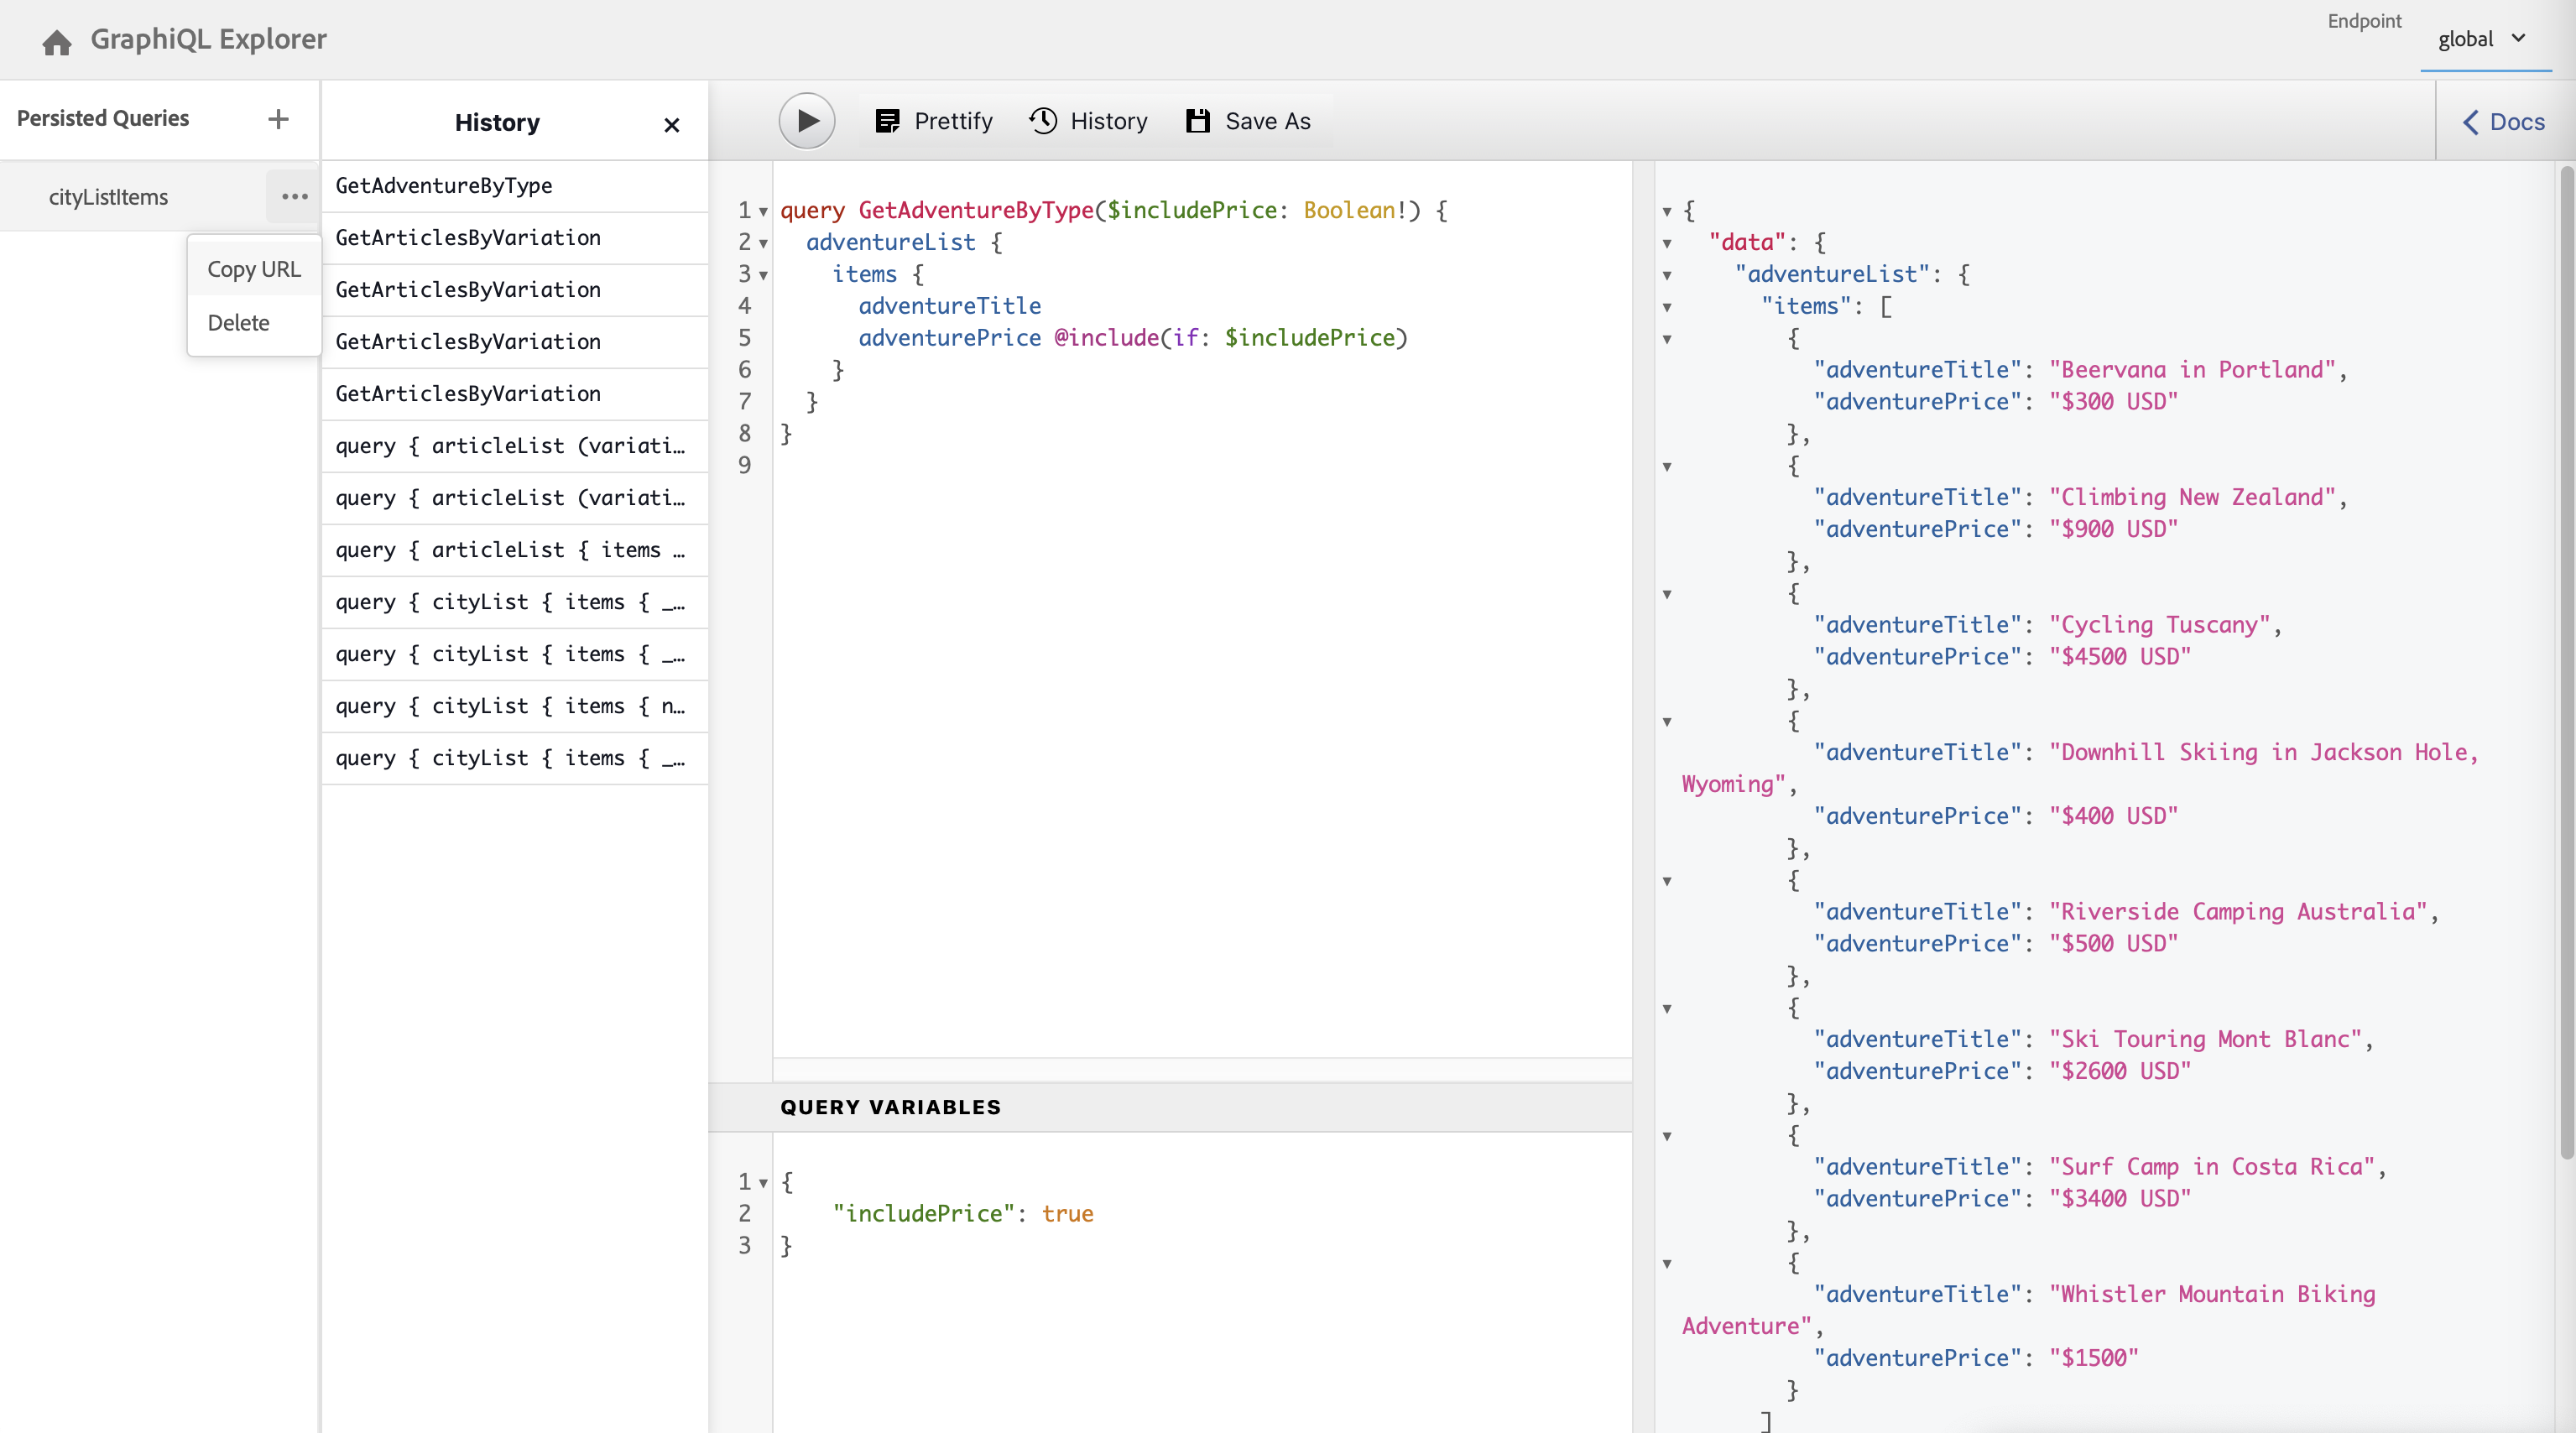 GraphiQL Explorer
Endpoint
global
Persisted Queries
+
cityListItems
Copy URL
Delete
History
×
GetAdventureByType
GetArticlesByVariation
GetArticlesByVariation
GetArticlesByVariation
GetArticlesByVariation
query { articleList (variati…
query { articleList (variati…
query { articleList { items …
query { cityList { items { _…
query { cityList { items { _…
query { cityList { items { n…
query { cityList { items { _…
Prettify
History
Save As
Docs
1 query GetAdventureByType($includePrice: Boolean!) {
2 adventureList {
3 items {
4 adventureTitle
5 adventurePrice @include(if: $includePrice)
6 }
7 }
8 }
9
QUERY VARIABLES
1 {
2 "includePrice": true
3 }
{
"data": {
"adventureList": {
"items": [
{
"adventureTitle": "Beervana in Portland",
"adventurePrice": "$300 USD"
},
{
"adventureTitle": "Climbing New Zealand",
"adventurePrice": "$900 USD"
},
{
"adventureTitle": "Cycling Tuscany",
"adventurePrice": "$4500 USD"
},
{
"adventureTitle": "Downhill Skiing in Jackson Hole,
Wyoming",
"adventurePrice": "$400 USD"
},
{
"adventureTitle": "Riverside Camping Australia",
"adventurePrice": "$500 USD"
},
{
"adventureTitle": "Ski Touring Mont Blanc",
"adventurePrice": "$2600 USD"
},
{
"adventureTitle": "Surf Camp in Costa Rica",
"adventurePrice": "$3400 USD"
},
{
"adventureTitle": "Whistler Mountain Biking
Adventure",
"adventurePrice": "$1500"
}
]